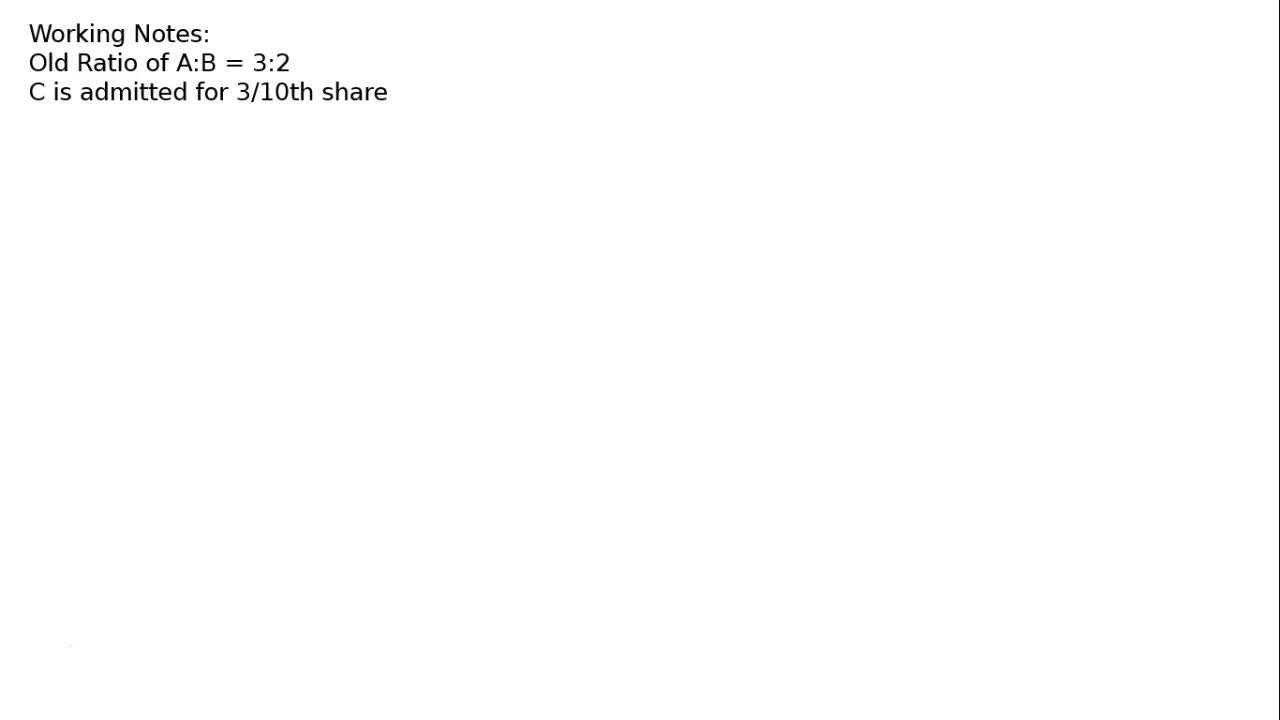 Working Notes:
Old Ratio of A:B = 3:2
C is admitted for 3/10th share